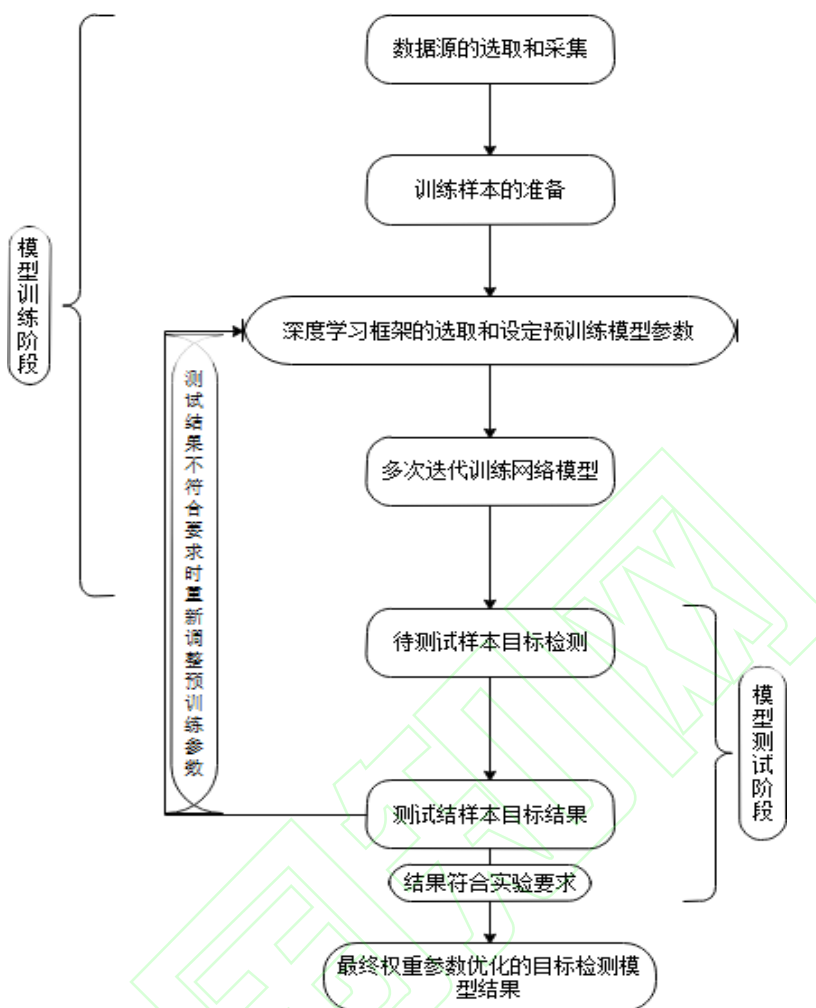 数据源的选取和采集
训练样本的准备
模型训练阶段
深度学习框架的选取和设定预训练模型参数
测试结果不符合要求时重新调整预训练参数
多次迭代训练网络模型
待测试样本目标检测
模型测试阶段
测试结样本目标结果
结果符合实验要求
最终权重参数优化的目标检测模
型结果